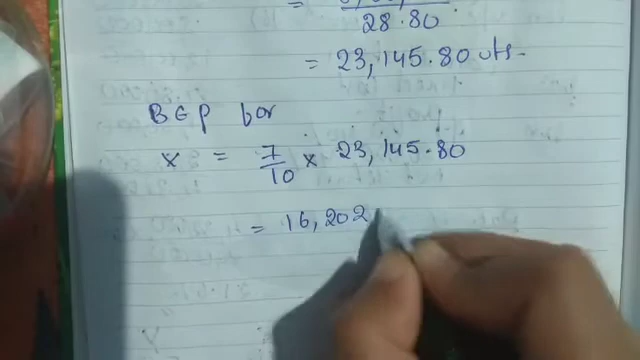 28.80
= 23,145.80 uts.
BEP for
x = 7/10 x 23,145.80
= 16,202